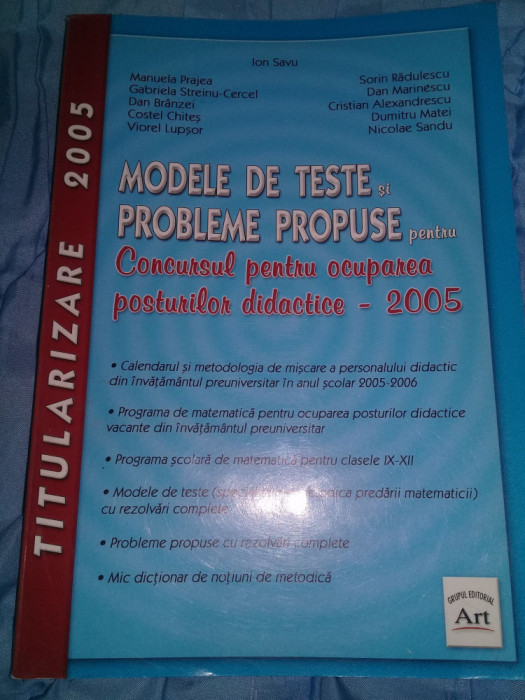 TITULARIZARE 2005
Ion Savu
Manuela Prajea
Gabriela Streinu-Cercel
Dan Brânzei
Costel Chiteș
Viorel Lupșor
Sorin Rădulescu
Dan Marinescu
Cristian Alexandrescu
Dumitru Matei
Nicolae Sandu
MODELE DE TESTE și
PROBLEME PROPUSE pentru
Concursul pentru ocuparea
posturilor didactice - 2005
• Calendarul și metodologia de mișcare a personalului didactic
din învățământul preuniversitar în anul școlar 2005-2006
• Programa de matematică pentru ocuparea posturilor didactice
vacante din învățământul preuniversitar
• Programa școlară de matematică pentru clasele IX-XII
• Modele de teste predării matematicii)
cu rezolvări complete
• Probleme propuse cu rezolvări complete
• Mic dicționar de noțiuni de metodică
GRUPUL EDITORIAL
Art